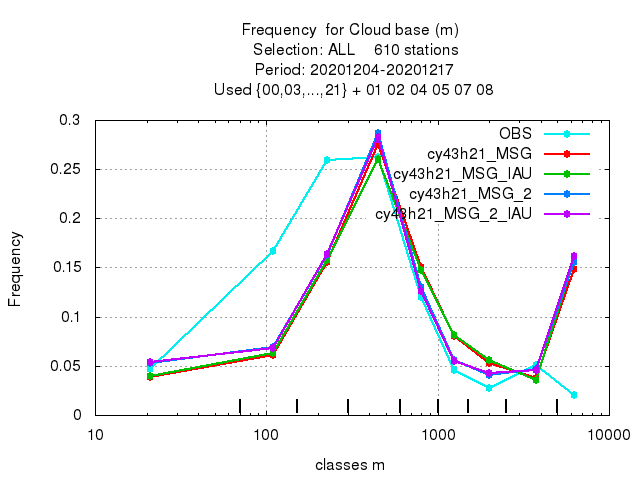 Frequency for Cloud base (m)
Selection: ALL 610 stations
Period: 20201204-20201217
Used {00,03,...,21} + 01 02 04 05 07 08
0.3
0.25
0.2
0.15
0.1
0.05
0
Frequency
OBS
cy43h21_MSG
cy43h21_MSG_IAU
cy43h21_MSG_2
cy43h21_MSG_2_IAU
10 100 1000 10000
classes m